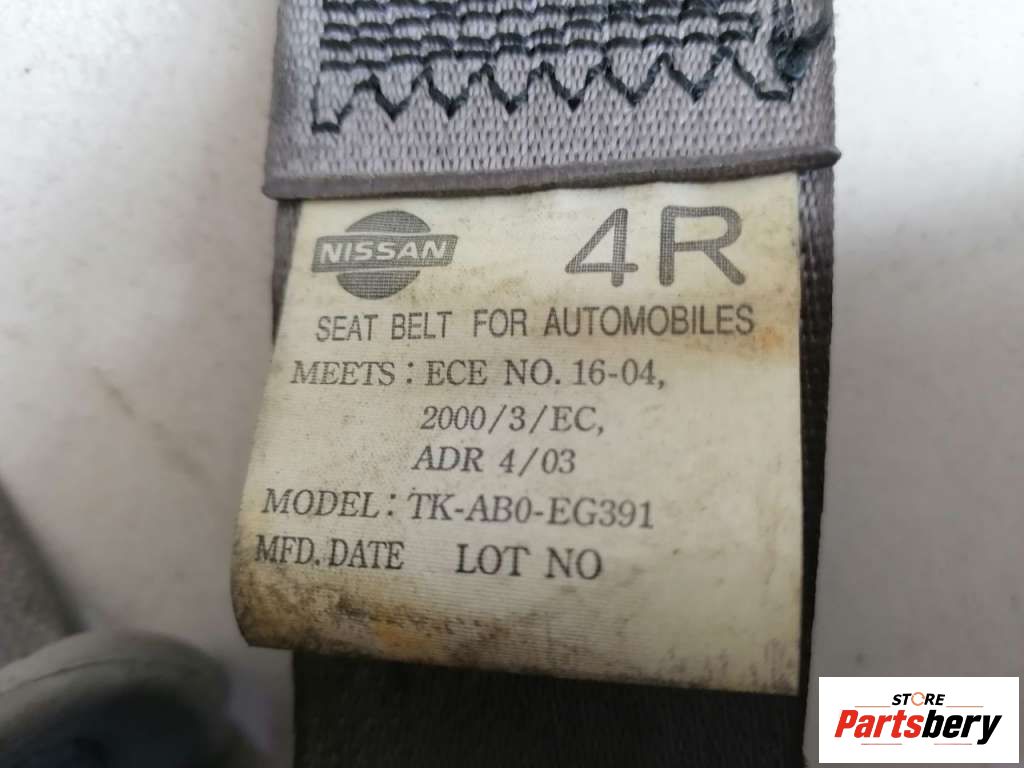 NISSAN 4R
SEAT BELT FOR AUTOMOBILES
MEETS: ECE NO. 16-04,
2000/3/EC,
ADR 4/03
MODEL: TK-AB0-EG391
MFD. DATE LOT NO
STORE
Partsbery